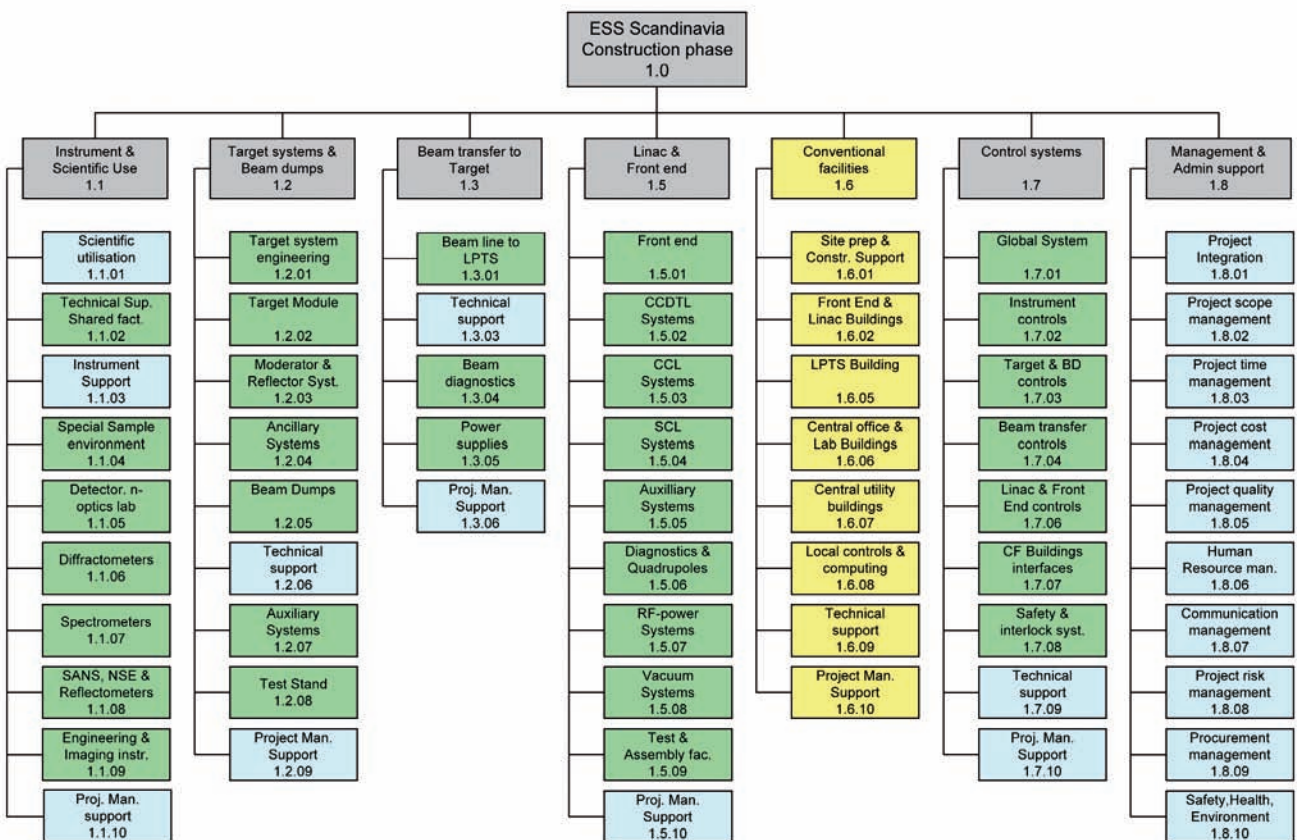 ESS Scandinavia
Construction phase
1.0
Instrument &
Scientific Use
1.1
Scientific
utilisation
1.1.01
Technical Sup.
Shared fact.
1.1.02
Instrument
Support
1.1.03
Special Sample
environment
1.1.04
Detector. n-
optics lab
1.1.05
Diffractometers
1.1.06
Spectrometers
1.1.07
SANS, NSE &
Reflectometers
1.1.08
Engineering &
Imaging instr.
1.1.09
Proj. Man.
support
1.1.10
Target systems &
Beam dumps
1.2
Target system
engineering
1.2.01
Target Module
1.2.02
Moderator &
Reflector Syst.
1.2.03
Ancillary
Systems
1.2.04
Beam Dumps
1.2.05
Technical
support
1.2.06
Auxiliary
Systems
1.2.07
Test Stand
1.2.08
Project Man.
Support
1.2.09
Beam transfer to
Target
1.3
Beam line to
LPTS
1.3.01
Technical
support
1.3.03
Beam
diagnostics
1.3.04
Power
supplies
1.3.05
Proj. Man.
Support
1.3.06
Linac &
Front end
1.5
Front end
1.5.01
CCDTL
Systems
1.5.02
CCL
Systems
1.5.03
SCL
Systems
1.5.04
Auxilliary
Systems
1.5.05
Diagnostics &
Quadrupoles
1.5.06
RF-power
Systems
1.5.07
Vacuum
Systems
1.5.08
Test &
Assembly fac.
1.5.09
Proj. Man.
Support
1.5.10
Conventional
facilities
1.6
Site prep &
Constr. Support
1.6.01
Front End &
Linac Buildings
1.6.02
LPTS Building
1.6.05
Central office &
Lab Buildings
1.6.06
Central utility
buildings
1.6.07
Local controls &
computing
1.6.08
Technical
support
1.6.09
Project Man.
Support
1.6.10
Control systems
1.7
Global System
1.7.01
Instrument
controls
1.7.02
Target & BD
controls
1.7.03
Beam transfer
controls
1.7.04
Linac & Front
End controls
1.7.06
CF Buildings
interfaces
1.7.07
Safety &
interlock syst.
1.7.08
Technical
support
1.7.09
Proj. Man.
Support
1.7.10
Management &
Admin support
1.8
Project
Integration
1.8.01
Project scope
management
1.8.02
Project time
management
1.8.03
Project cost
management
1.8.04
Project quality
management
1.8.05
Human
Resource man.
1.8.06
Communication
management
1.8.07
Project risk
management
1.8.08
Procurement
management
1.8.09
Safety,Health,
Environment
1.8.10